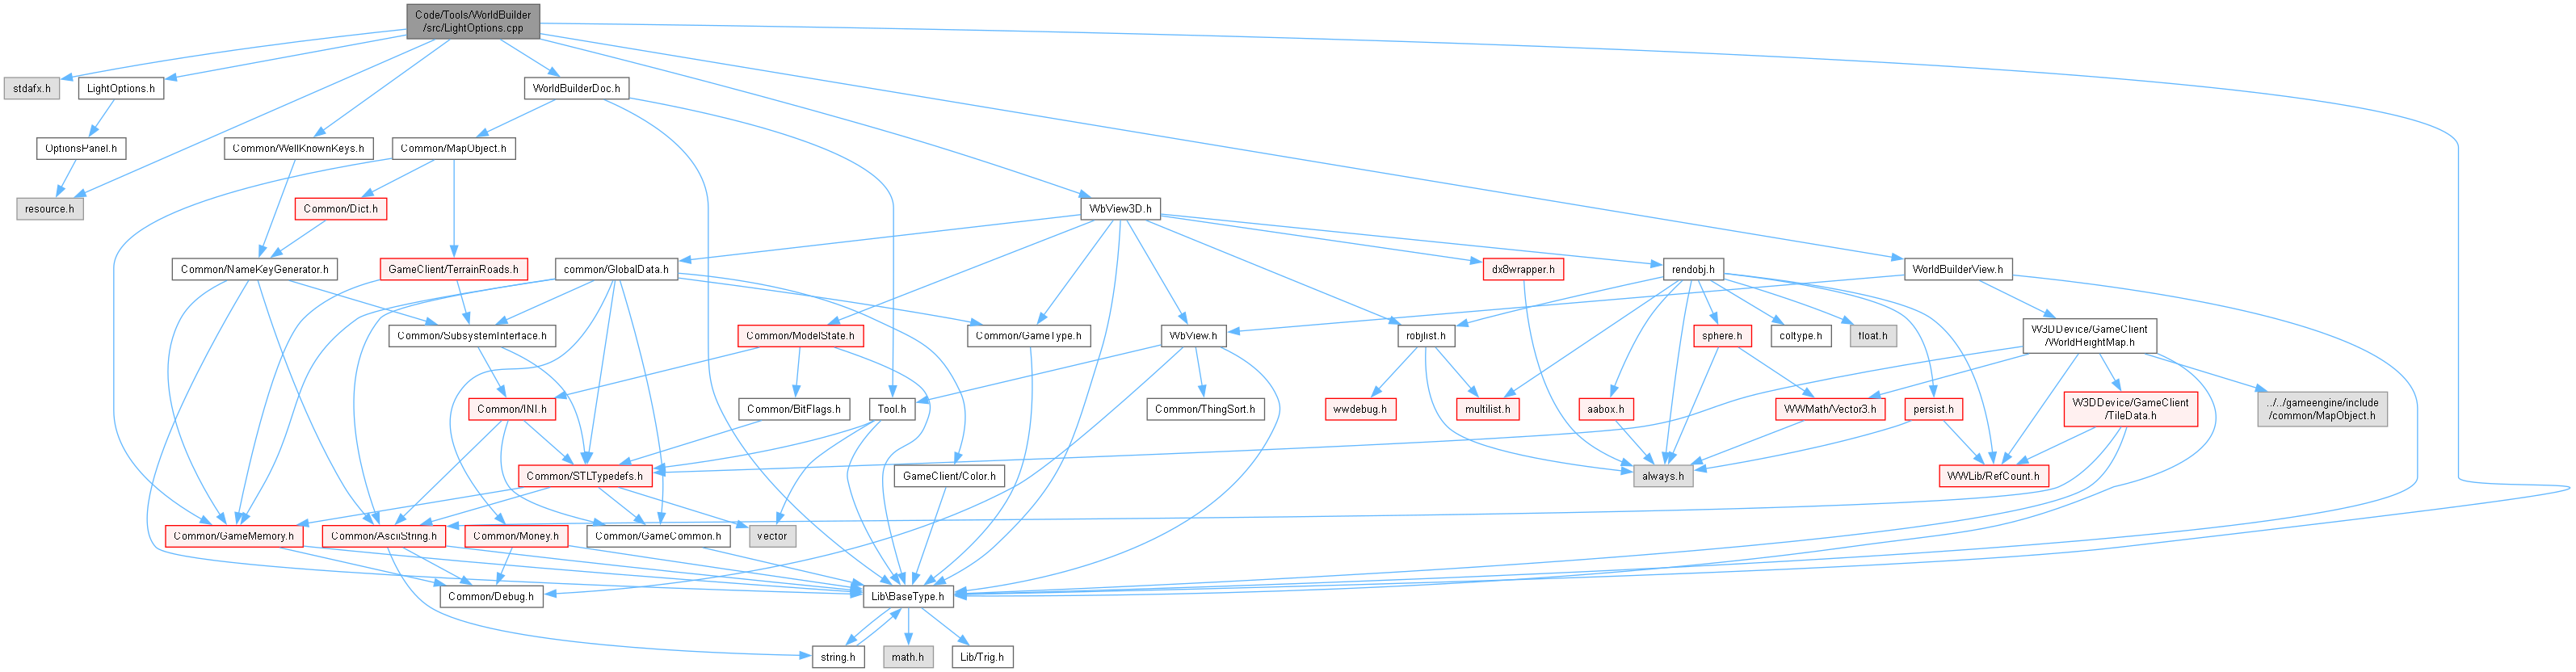 Code/Tools/WorldBuilder
/src/LightOptions.cpp
stdafx.h
LightOptions.h
WorldBuilderDoc.h
OptionsPanel.h
Common/WellKnownKeys.h
Common/MapObject.h
resource.h
Common/Dict.h
WbView3D.h
Common/NameKeyGenerator.h
GameClient/TerrainRoads.h
common/GlobalData.h
dx8wrapper.h
rendobj.h
WorldBuilderView.h
Common/SubsystemInterface.h
Common/ModelState.h
Common/GameType.h
WbView.h
robjlist.h
sphere.h
coltype.h
float.h
W3DDevice/GameClient
/WorldHeightMap.h
Common/INI.h
Common/BitFlags.h
Tool.h
Common/ThingSort.h
wwdebug.h
multilist.h
aabox.h
WWMath/Vector3.h
persist.h
W3DDevice/GameClient
/TileData.h
../../gameengine/include
/common/MapObject.h
Common/STLTypedefs.h
GameClient/Color.h
always.h
WWLib/RefCount.h
Common/GameMemory.h
Common/AsciiString.h
Common/Money.h
Common/GameCommon.h
vector
Common/Debug.h
Lib\BaseType.h
string.h
math.h
Lib/Trig.h